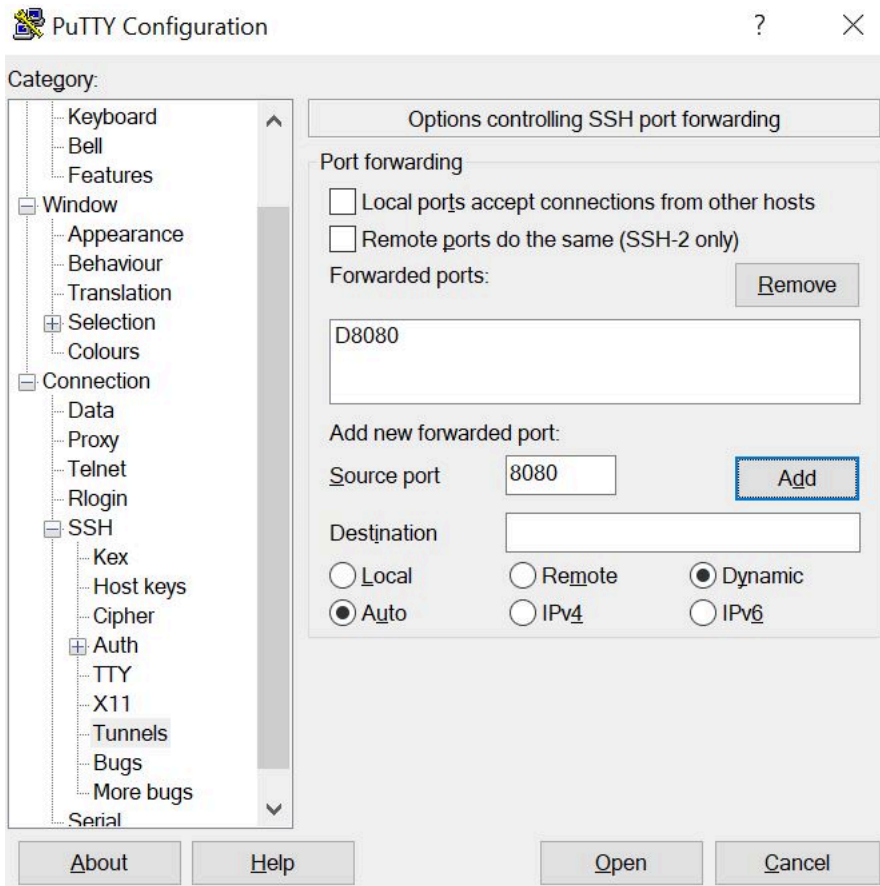 PuTTY Configuration
?
Category:
Keyboard
Bell
Features
Window
Appearance
Behaviour
Translation
Selection
Colours
Connection
Data
Proxy
Telnet
Rlogin
SSH
Kex
Host keys
Cipher
Auth
TTY
X11
Tunnels
Bugs
More bugs
Serial
Options controlling SSH port forwarding
Port forwarding
Local ports accept connections from other hosts
Remote ports do the same (SSH-2 only)
Forwarded ports:
Remove
D8080
Add new forwarded port:
Source port
8080
Add
Destination
Local
Remote
Dynamic
Auto
IPv4
IPv6
About
Help
Open
Cancel